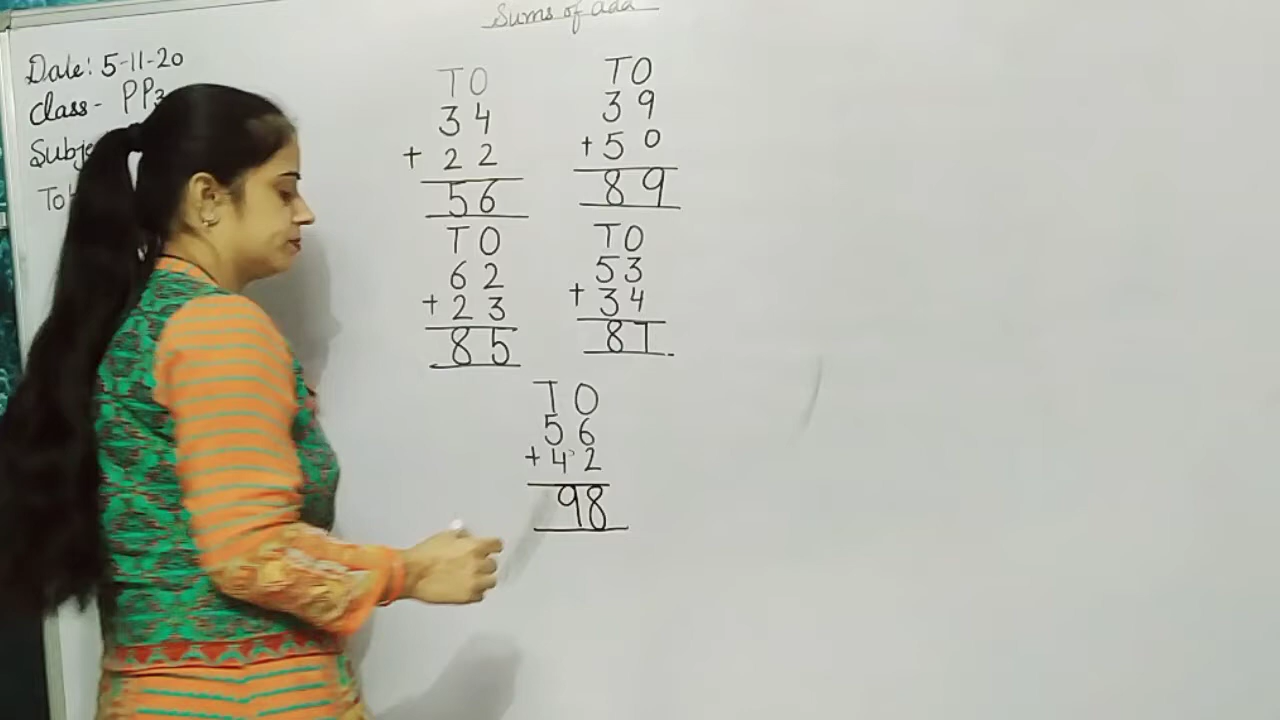 Sums of add
Date: 5-11-20
Class- PP3
Subje
To
T O
3 4
+ 2 2
5 6
T O
3 9
+ 5 0
8 9
T O
6 2
+ 2 3
8 5
T O
5 3
+ 3 4
8 7
T O
5 6
+ 4 2
9 8